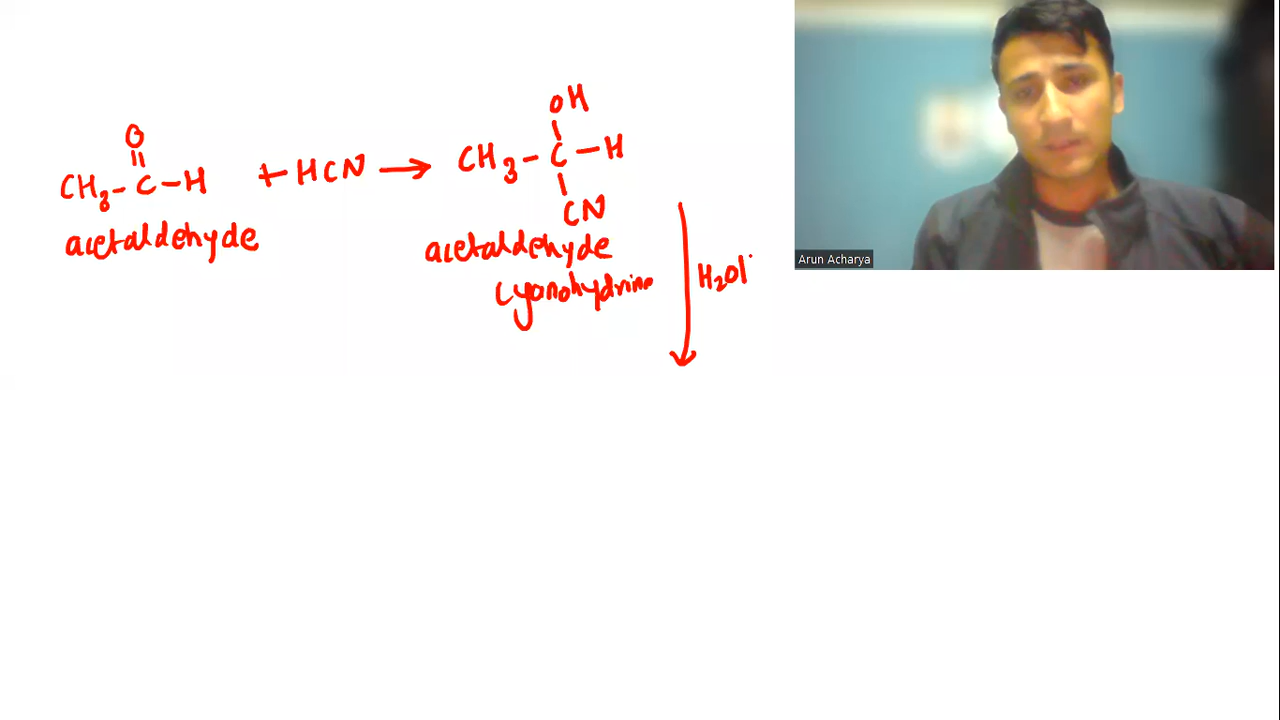 O
||
CH3-C-H + HCN →
acetaldehyde
OH
|
CH3-C-H
|
CN
acetaldehyde
cyanohydrine
H2O/
Arun Acharya